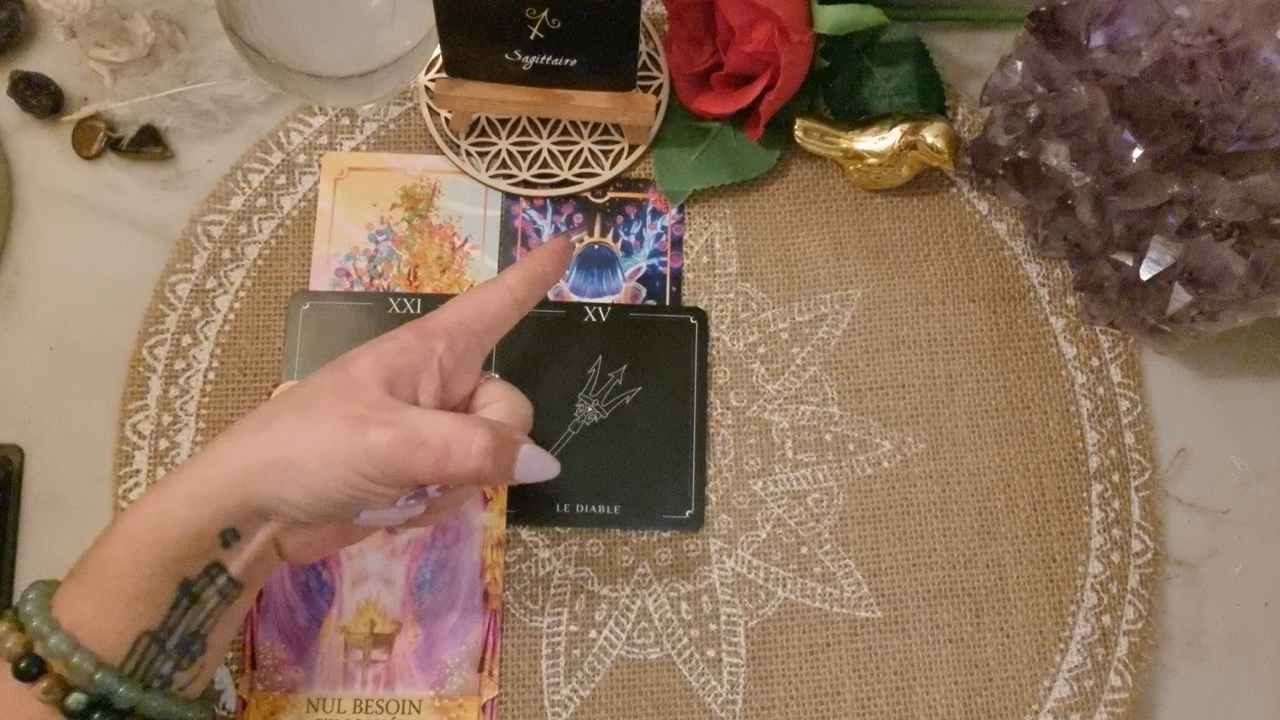 Sagittaire
XXI
XV
LE DIABLE
NUL BESOIN